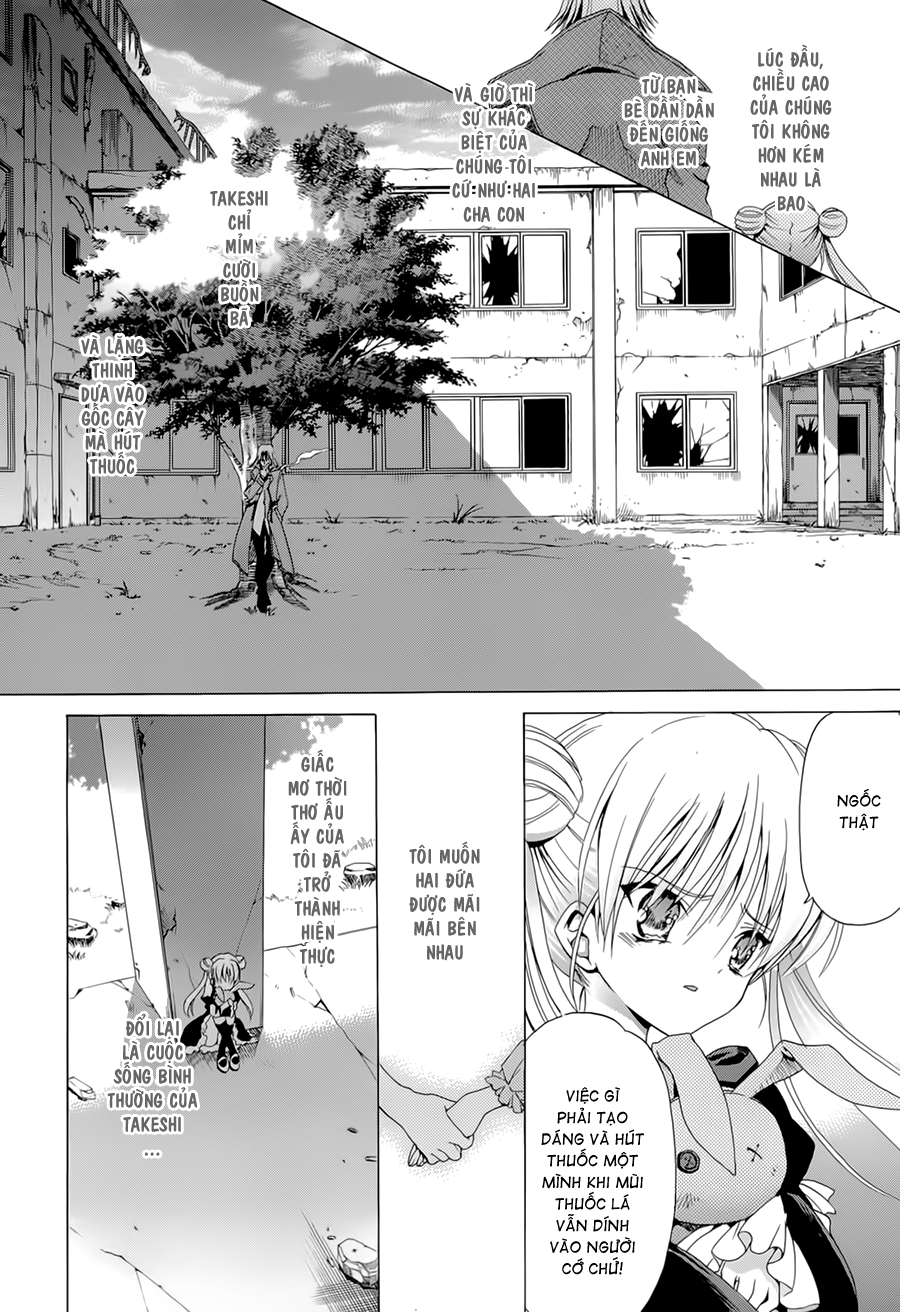 LÚC ĐẦU,
CHIỀU CAO
CỦA CHÚNG
TÔI KHÔNG
HƠN KÉM
NHAU LÀ
BAO
TỪ BẠN
BÈ DẦN DẦN
ĐẾN GIỐNG
ANH EM
VÀ GIỜ THÌ
SỰ KHÁC
BIỆT CỦA
CHÚNG TÔI
CỨ NHƯ HAI
CHA CON
TAKESHI
CHỈ
MỈM
CƯỜI
BUỒN
BÃ
VÀ LẲNG
THINH
DỰA VÀO
GỐC CÂY
MÀ HÚT
THUỐC
NGỐC
THẬT
VIỆC GÌ
PHẢI TẠO
DÁNG VÀ HÚT
THUỐC MỘT
MÌNH KHI MÙI
THUỐC LÁ
VẪN DÍNH
VÀO NGƯỜI
CƠ CHỨ!
TÔI MUỐN
HAI ĐỨA
ĐƯỢC MÃI
MÃI BÊN
NHAU
GIẤC
MƠ THỜI
THƠ ẤU
ẤY CỦA
TÔI ĐÃ
TRỞ
THÀNH
HIỆN
THỰC
ĐỔI LẠI
LÀ CUỘC
SỐNG BÌNH
THƯỜNG CỦA
TAKESHI
...